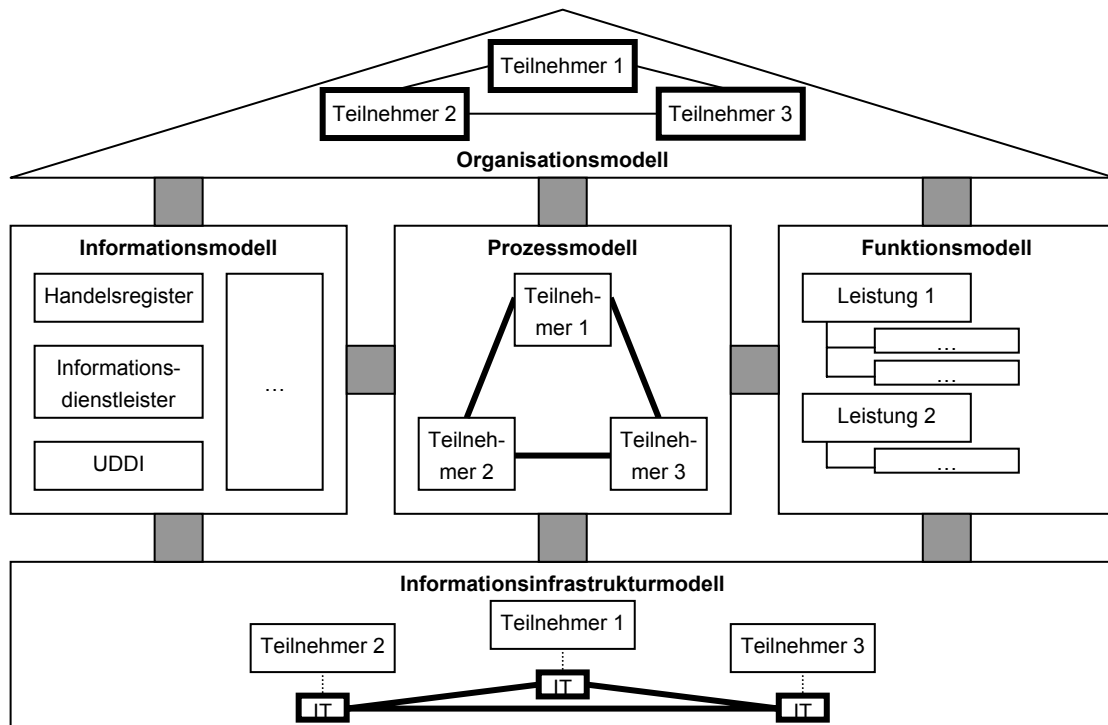 Teilnehmer 1
Teilnehmer 2
Teilnehmer 3
Organisationsmodell
Informationsmodell
Handelsregister
Informations-
dienstleister
UDDI
…
Prozessmodell
Teilneh-
mer 1
Teilneh-
mer 2
Teilneh-
mer 3
Funktionsmodell
Leistung 1
…
…
Leistung 2
…
Informationsinfrastrukturmodell
Teilnehmer 1
Teilnehmer 2
Teilnehmer 3
IT
IT
IT